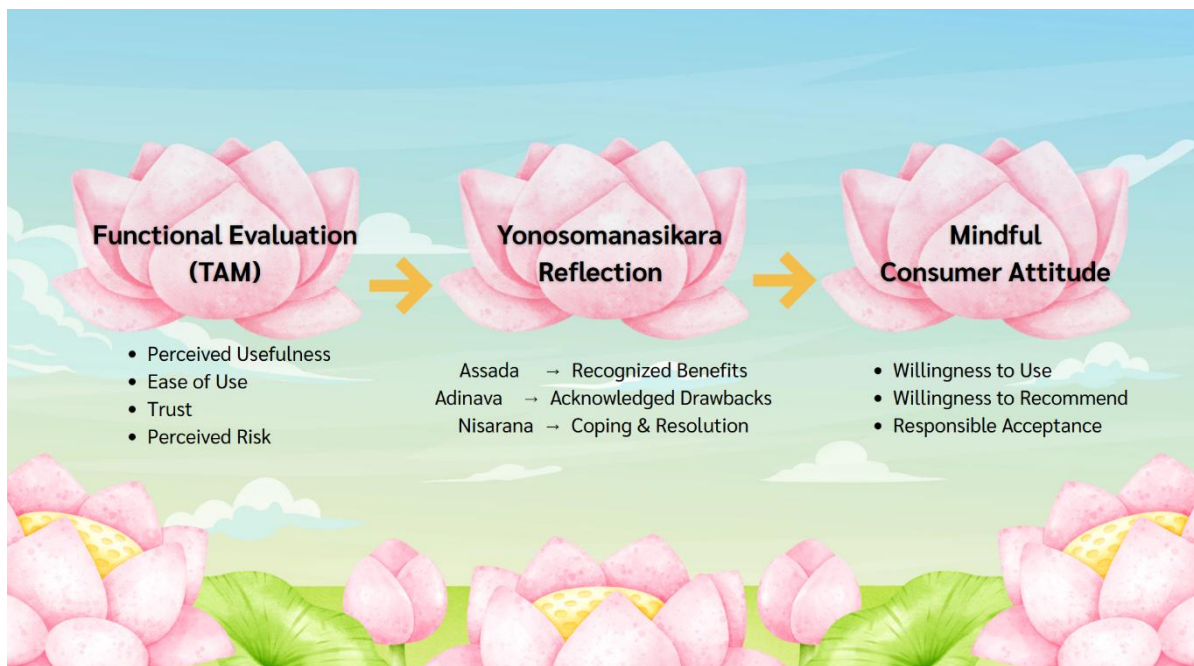 Functional Evaluation
(TAM)
• Perceived Usefulness
• Ease of Use
• Trust
• Perceived Risk
Yonosomanasikara
Reflection
Assada → Recognized Benefits
Adinava → Acknowledged Drawbacks
Nisarana → Coping & Resolution
Mindful
Consumer Attitude
• Willingness to Use
• Willingness to Recommend
• Responsible Acceptance